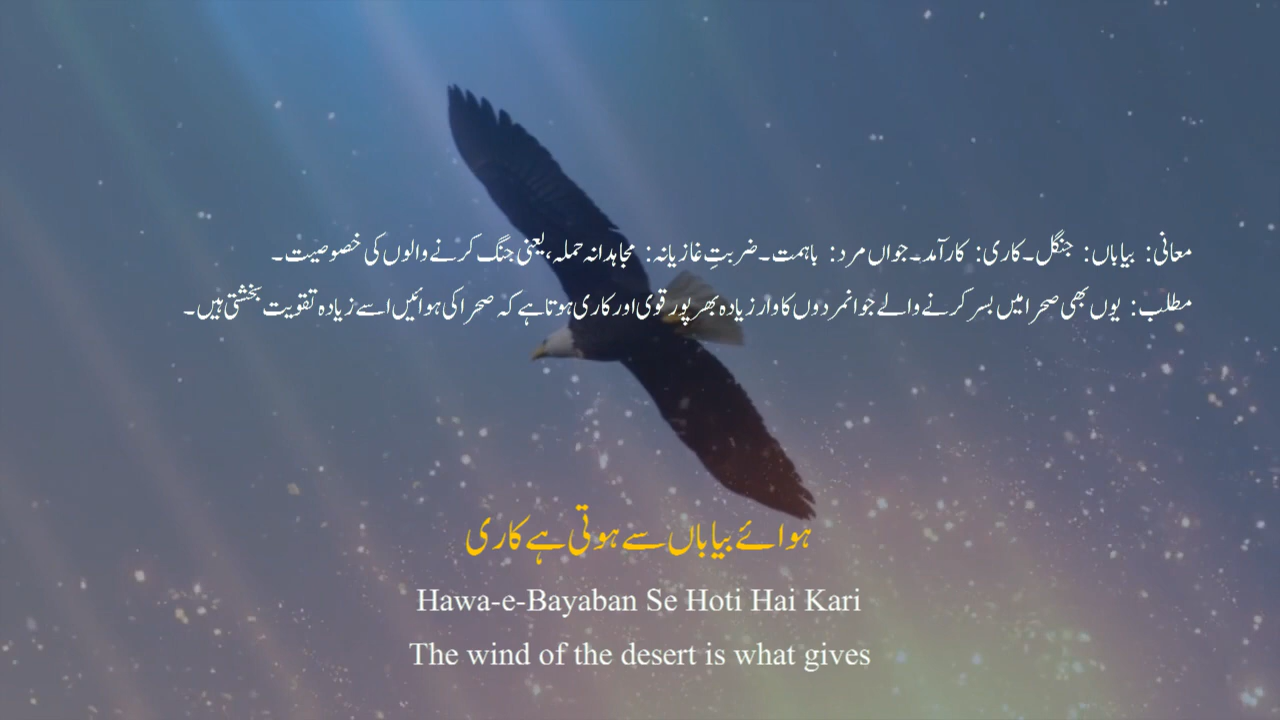 معانی: بیاباں: جنگل۔ کاری: کارآمد۔ جواں مرد: باہمت۔ ضربتِ غازیانہ: مجاہدانہ حملہ، یعنی جنگ کرنے والوں کی خصوصیت۔
مطلب: یوں بھی صحرا میں بسر کرنے والے جوانمردوں کا وار زیادہ بھرپور قوی اور کاری ہوتا ہے کہ صحرا کی ہوائیں اسے زیادہ تقویت بخشتی ہیں۔
ہوائے بیاباں سے ہوتی ہے کاری
Hawa-e-Bayaban Se Hoti Hai Kari
The wind of the desert is what gives